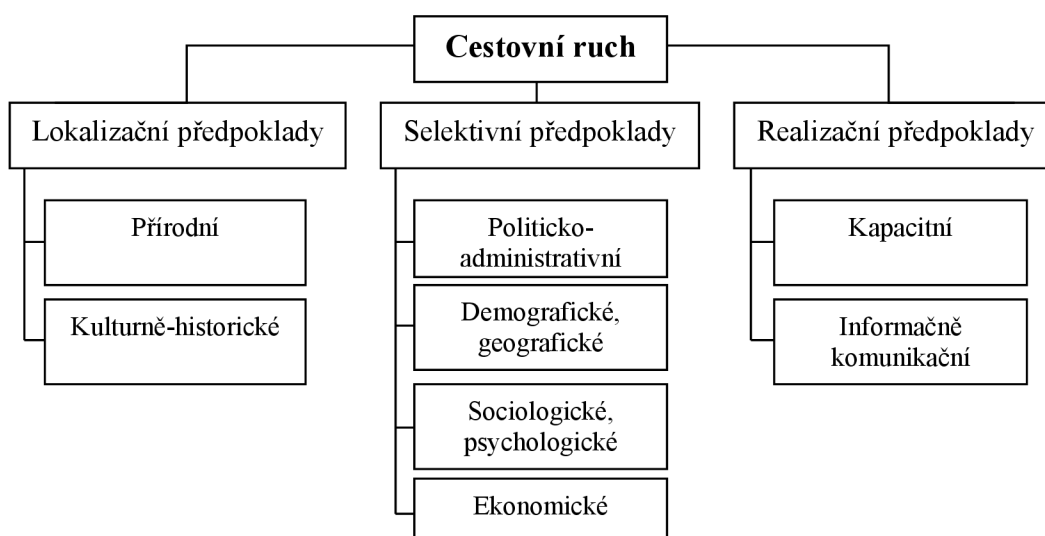 Cestovní ruch
Lokalizační předpoklady
Přírodní
Kulturně-historické
Selektivní předpoklady
Politicko-
administrativní
Demografické,
geografické
Sociologické,
psychologické
Ekonomické
Realizační předpoklady
Kapacitní
Informačně
komunikační